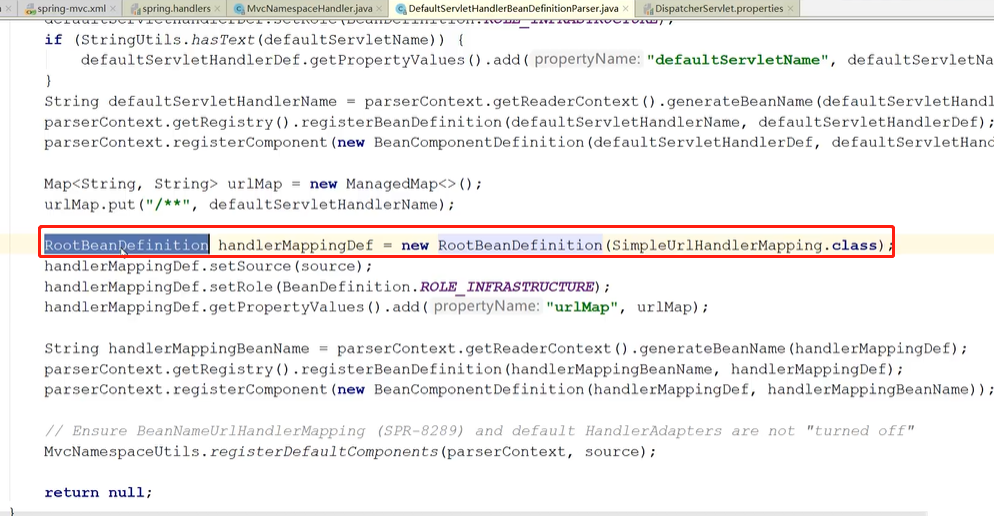 spring-mvc.xml spring.handlers MvcNamespaceHandler.java DefaultServletHandlerBeanDefinitionParser.java DispatcherServlet.properties
if (StringUtils.hasText(defaultServletName)) {
defaultServletHandlerDef.getPropertyValues().add( propertyName: "defaultServletName", defaultServletNa
}
String defaultServletHandlerName = parserContext.getReaderContext().generateBeanName(defaultServletHandl
parserContext.getRegistry().registerBeanDefinition(defaultServletHandlerName, defaultServletHandlerDef);
parserContext.registerComponent(new BeanComponentDefinition(defaultServletHandlerDef, defaultServletHand
Map<String, String> urlMap = new ManagedMap<>();
urlMap.put("/**", defaultServletHandlerName);
RootBeanDefinition handlerMappingDef = new RootBeanDefinition(SimpleUrlHandlerMapping.class);
handlerMappingDef.setSource(source);
handlerMappingDef.setRole(BeanDefinition.ROLE_INFRASTRUCTURE);
handlerMappingDef.getPropertyValues().add( propertyName: "urlMap", urlMap);
String handlerMappingBeanName = parserContext.getReaderContext().generateBeanName(handlerMappingDef);
parserContext.getRegistry().registerBeanDefinition(handlerMappingBeanName, handlerMappingDef);
parserContext.registerComponent(new BeanComponentDefinition(handlerMappingDef, handlerMappingBeanName));
// Ensure BeanNameUrlHandlerMapping (SPR-8289) and default HandlerAdapters are not "turned off"
MvcNamespaceUtils.registerDefaultComponents(parserContext, source);
return null;
}